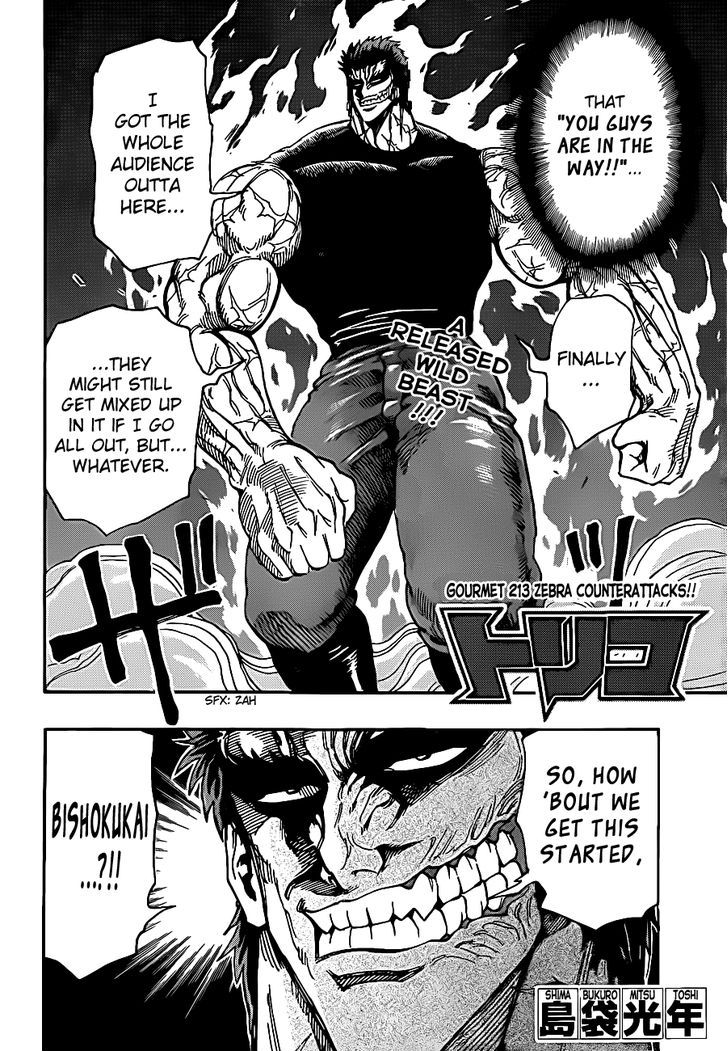 THAT
"YOU GUYS
ARE IN THE
WAY!!"...
I
GOT THE
WHOLE
AUDIENCE
OUTTA
HERE...
FINALLY
...
A
RELEASED
WILD
BEAST
!!!
...THEY
MIGHT STILL
GET MIXED UP
IN IT IF I GO
ALL OUT, BUT...
WHATEVER.
ザッ
SFX: ZAH
GOURMET 213 ZEBRA COUNTERATTACKS!!
トリコ
SO, HOW
'BOUT WE
GET THIS
STARTED,
BISHOKUKAI
....?!!
SHIMA BUKURO MITSU TOSHI
島袋光年